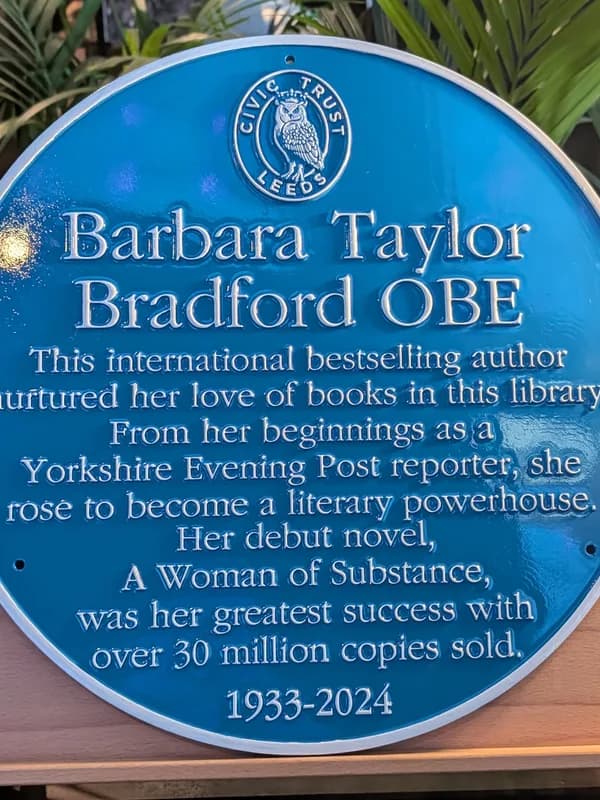 CIVIC TRUST
LEEDS
Barbara Taylor
Bradford OBE
This international bestselling author
nurtured her love of books in this library
From her beginnings as a
Yorkshire Evening Post reporter, she
rose to become a literary powerhouse.
Her debut novel,
A Woman of Substance,
was her greatest success with
over 30 million copies sold.
1933-2024